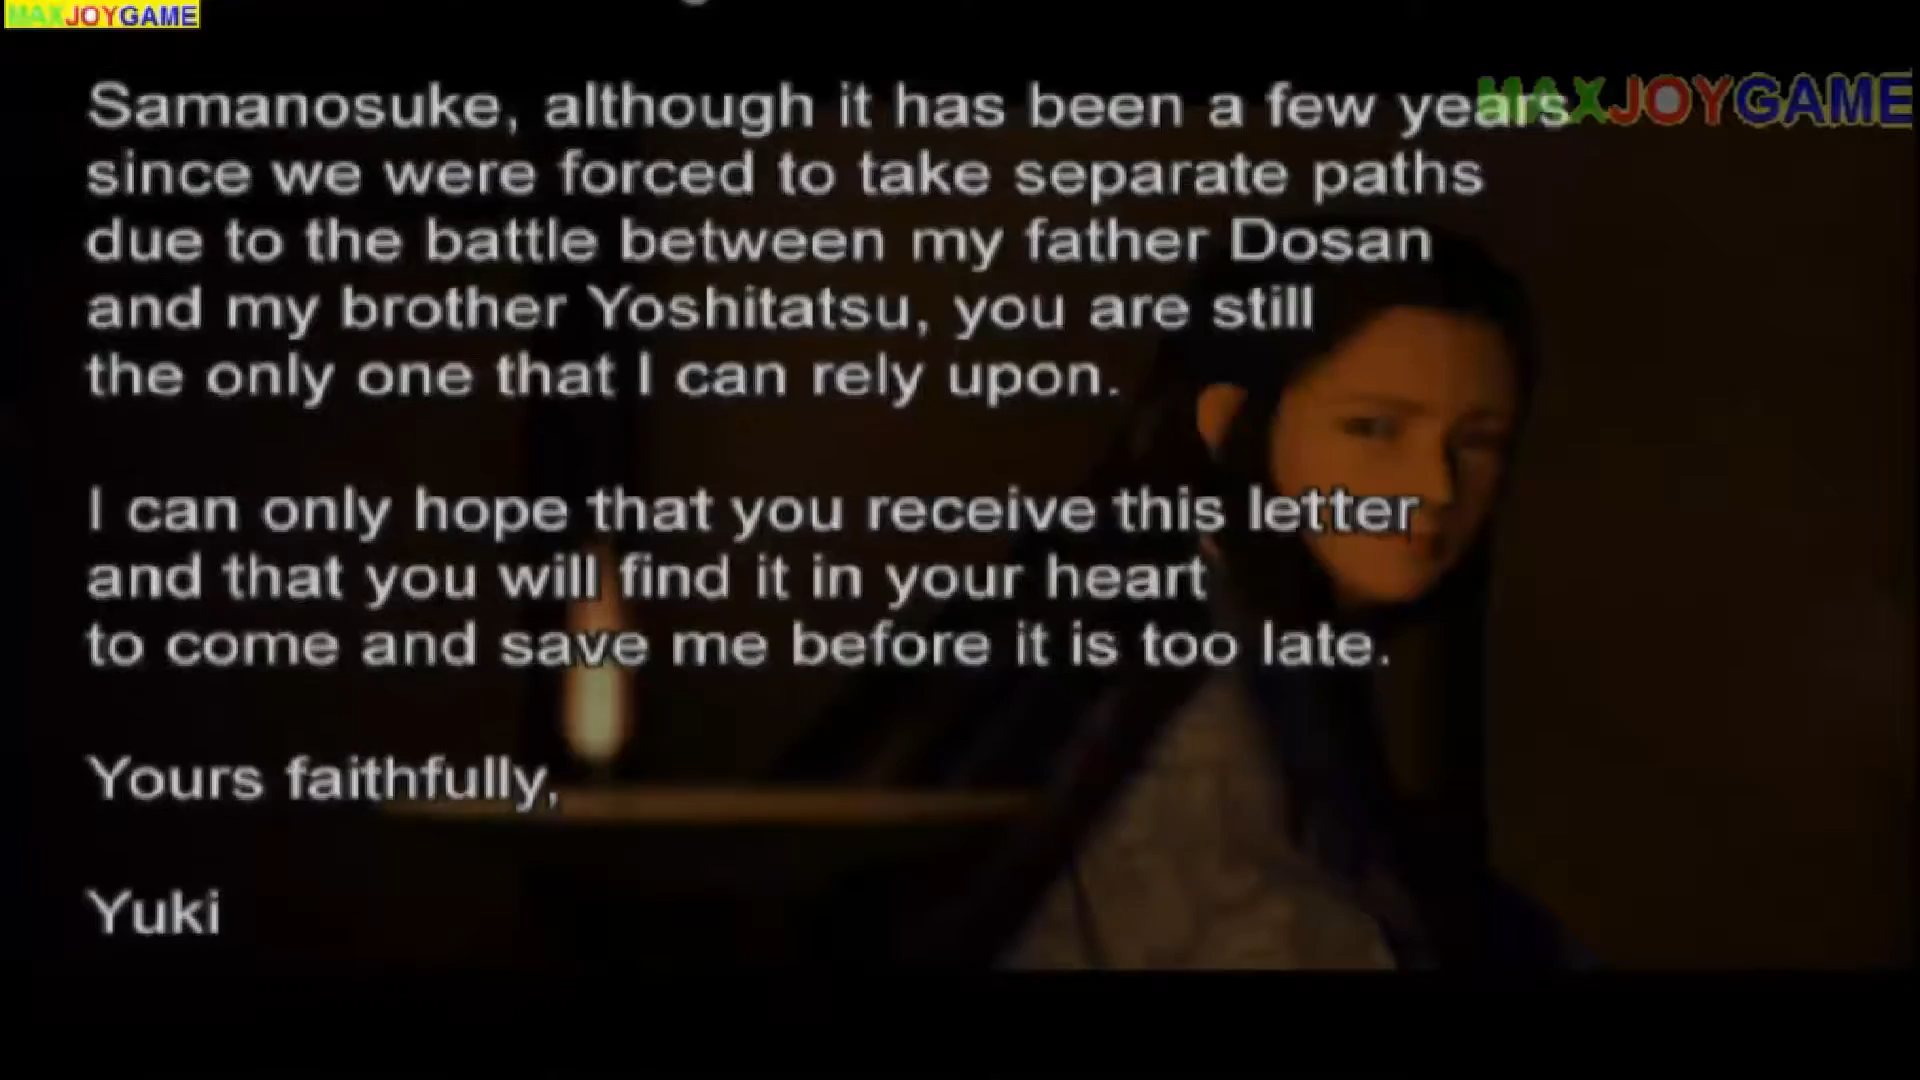 MAXJOYGAME
MAXJOYGAME
Samanosuke, although it has been a few years
since we were forced to take separate paths
due to the battle between my father Dosan
and my brother Yoshitatsu, you are still
the only one that I can rely upon.
I can only hope that you receive this letter
and that you will find it in your heart
to come and save me before it is too late.
Yours faithfully,
Yuki